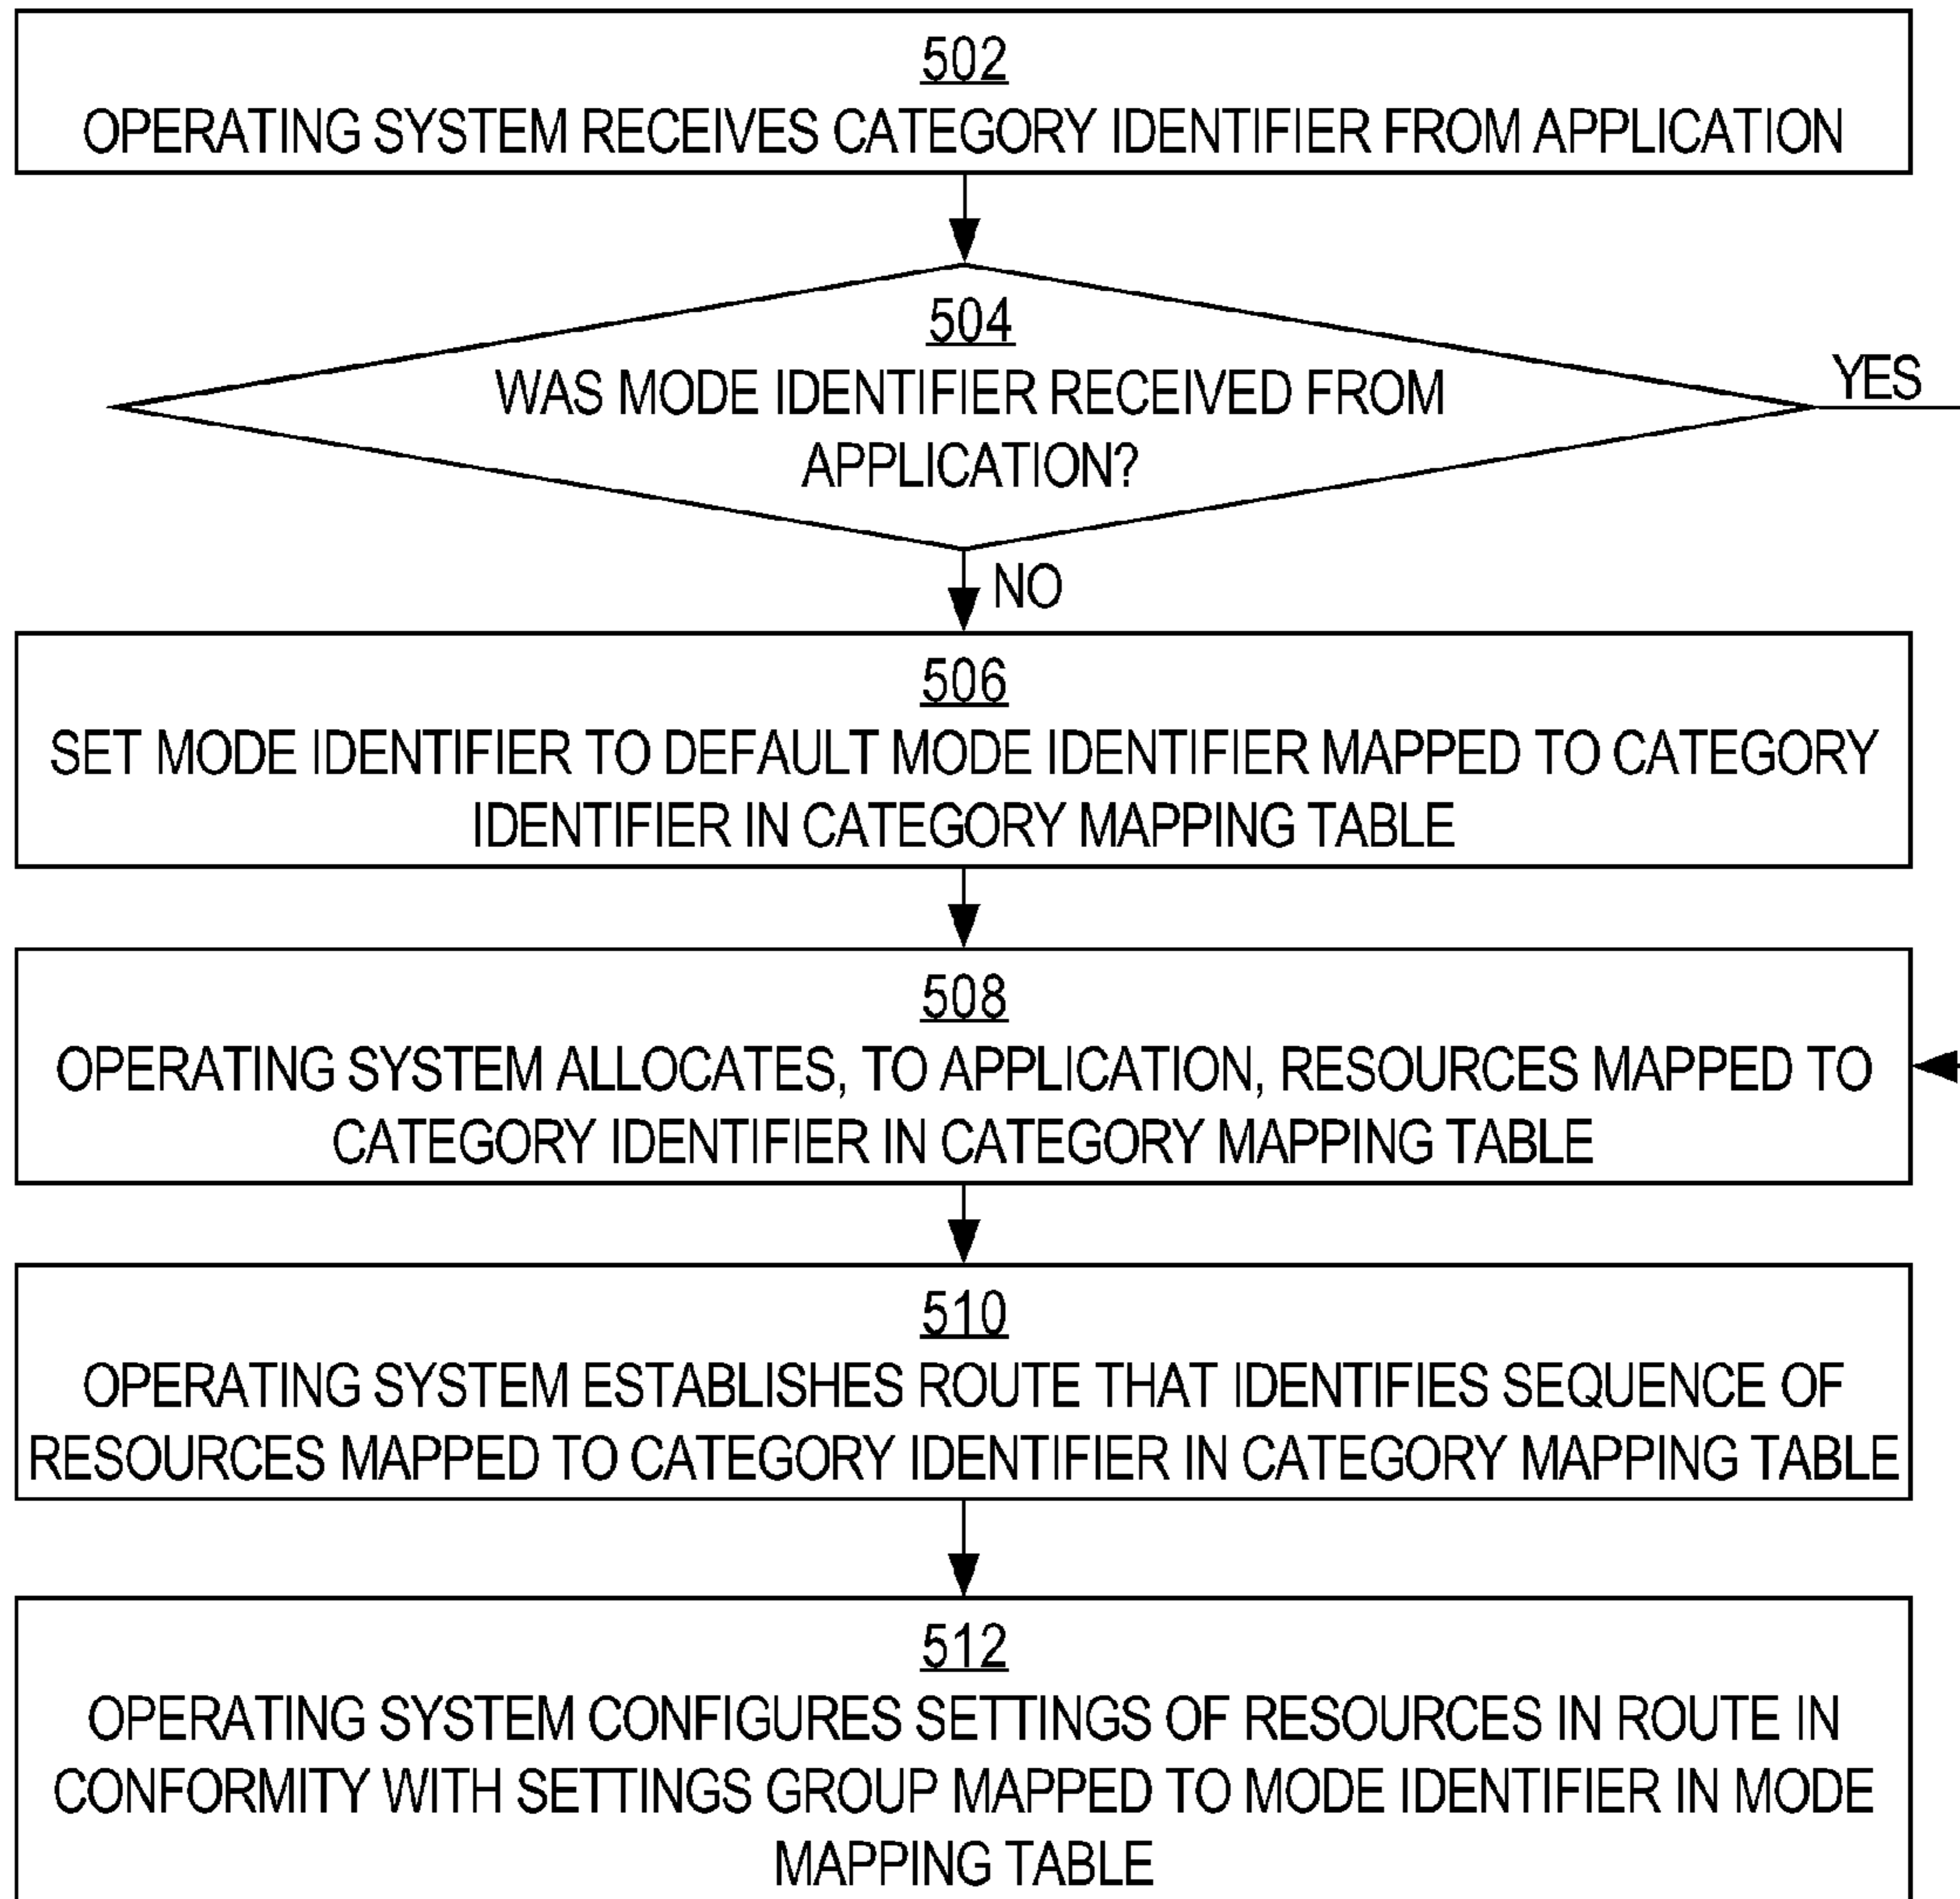 502
OPERATING SYSTEM RECEIVES CATEGORY IDENTIFIER FROM APPLICATION
504
WAS MODE IDENTIFIER RECEIVED FROM
APPLICATION?
YES
NO
506
SET MODE IDENTIFIER TO DEFAULT MODE IDENTIFIER MAPPED TO CATEGORY
IDENTIFIER IN CATEGORY MAPPING TABLE
508
OPERATING SYSTEM ALLOCATES, TO APPLICATION, RESOURCES MAPPED TO
CATEGORY IDENTIFIER IN CATEGORY MAPPING TABLE
510
OPERATING SYSTEM ESTABLISHES ROUTE THAT IDENTIFIES SEQUENCE OF
RESOURCES MAPPED TO CATEGORY IDENTIFIER IN CATEGORY MAPPING TABLE
512
OPERATING SYSTEM CONFIGURES SETTINGS OF RESOURCES IN ROUTE IN
CONFORMITY WITH SETTINGS GROUP MAPPED TO MODE IDENTIFIER IN MODE
MAPPING TABLE